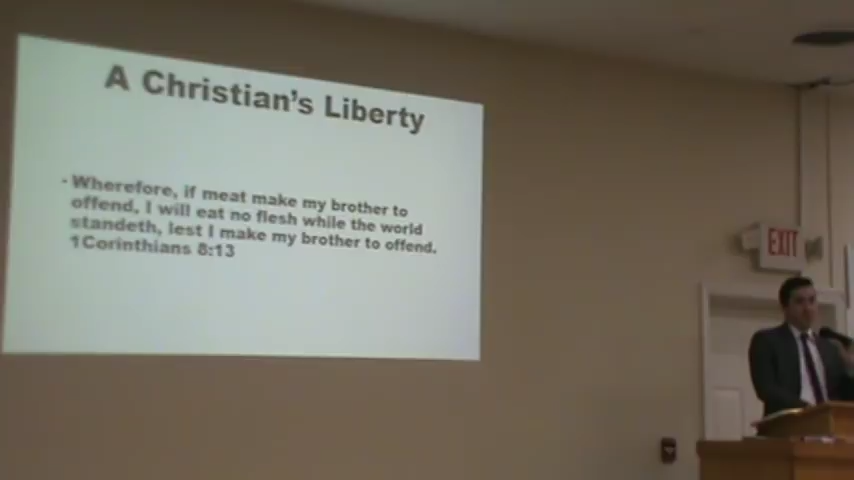 A Christian's Liberty
- Wherefore, if meat make my brother to
offend, I will eat no flesh while the world
standeth, lest I make my brother to offend.
1Corinthians 8:13
EXIT